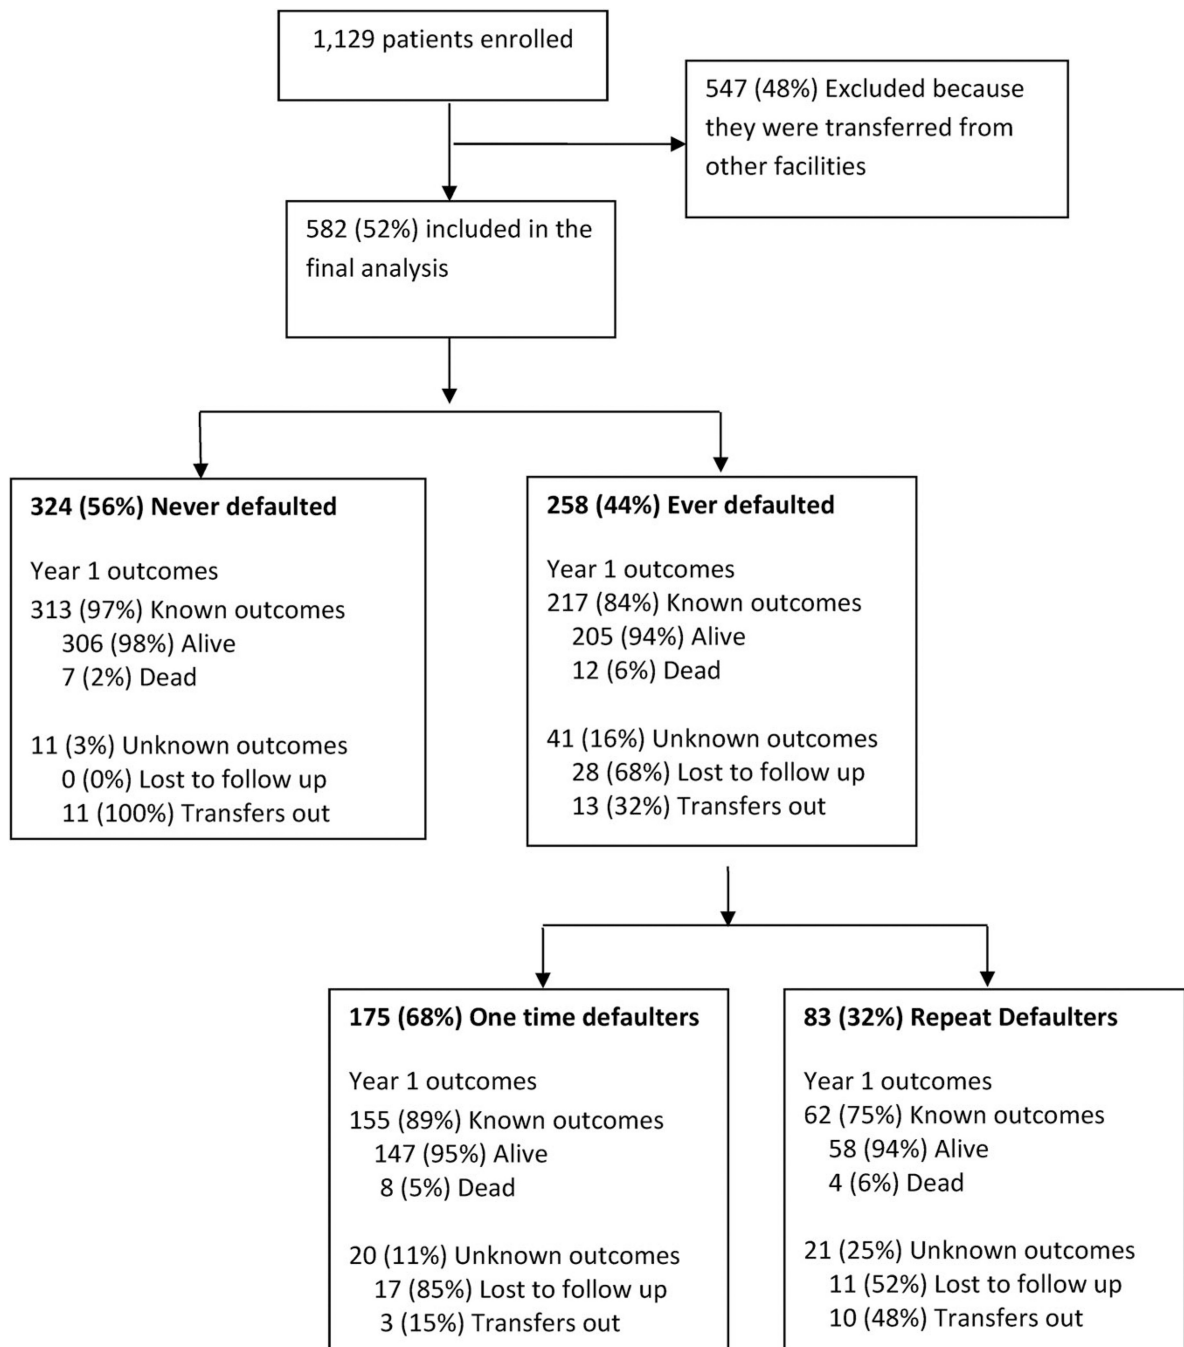 1,129 patients enrolled
547 (48%) Excluded because
they were transferred from
other facilities
582 (52%) included in the
final analysis
324 (56%) Never defaulted
Year 1 outcomes
313 (97%) Known outcomes
306 (98%) Alive
7 (2%) Dead
11 (3%) Unknown outcomes
0 (0%) Lost to follow up
11 (100%) Transfers out
258 (44%) Ever defaulted
Year 1 outcomes
217 (84%) Known outcomes
205 (94%) Alive
12 (6%) Dead
41 (16%) Unknown outcomes
28 (68%) Lost to follow up
13 (32%) Transfers out
175 (68%) One time defaulters
Year 1 outcomes
155 (89%) Known outcomes
147 (95%) Alive
8 (5%) Dead
20 (11%) Unknown outcomes
17 (85%) Lost to follow up
3 (15%) Transfers out
83 (32%) Repeat Defaulters
Year 1 outcomes
62 (75%) Known outcomes
58 (94%) Alive
4 (6%) Dead
21 (25%) Unknown outcomes
11 (52%) Lost to follow up
10 (48%) Transfers out